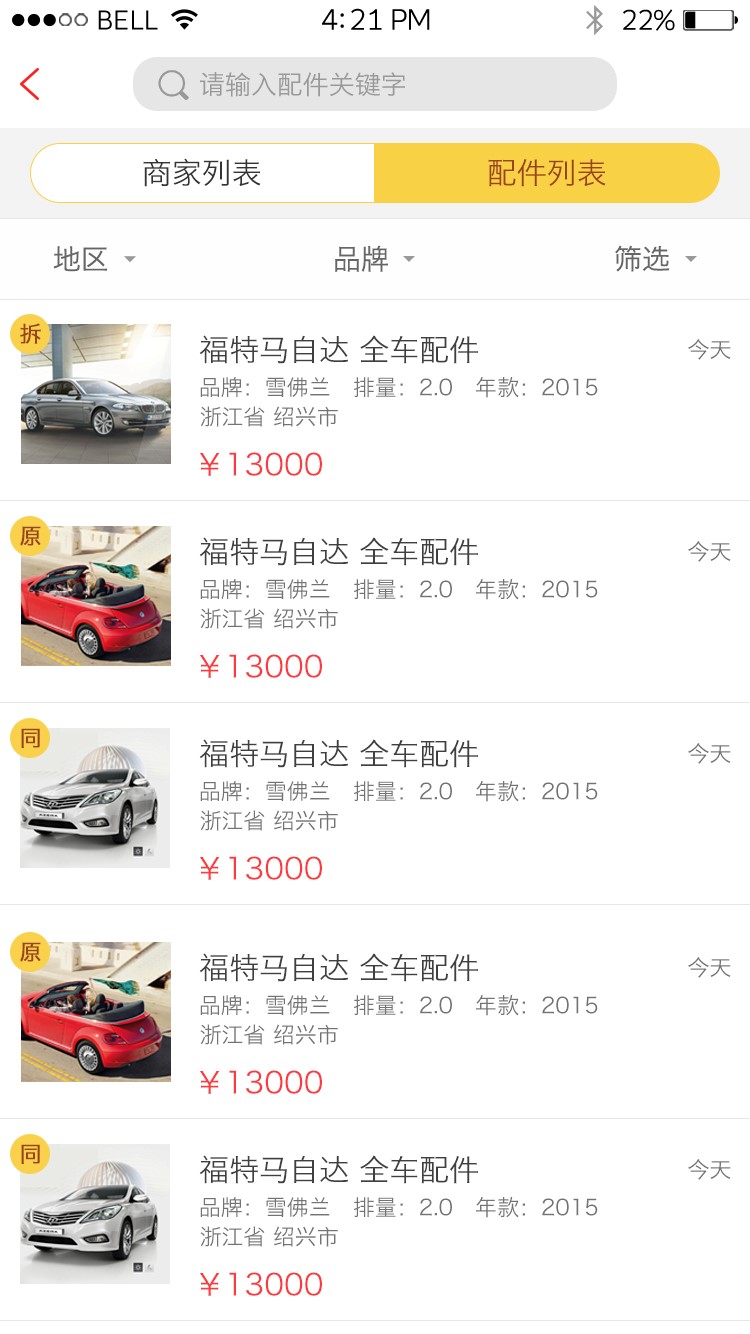 BELL 4:21 PM 22%
请输入配件关键字
商家列表 配件列表
地区 品牌 筛选
拆
福特马自达 全车配件 今天
品牌：雪佛兰 排量：2.0 年款：2015
浙江省 绍兴市
￥13000
原
福特马自达 全车配件 今天
品牌：雪佛兰 排量：2.0 年款：2015
浙江省 绍兴市
￥13000
同
福特马自达 全车配件 今天
品牌：雪佛兰 排量：2.0 年款：2015
浙江省 绍兴市
￥13000
原
福特马自达 全车配件 今天
品牌：雪佛兰 排量：2.0 年款：2015
浙江省 绍兴市
￥13000
同
福特马自达 全车配件 今天
品牌：雪佛兰 排量：2.0 年款：2015
浙江省 绍兴市
￥13000